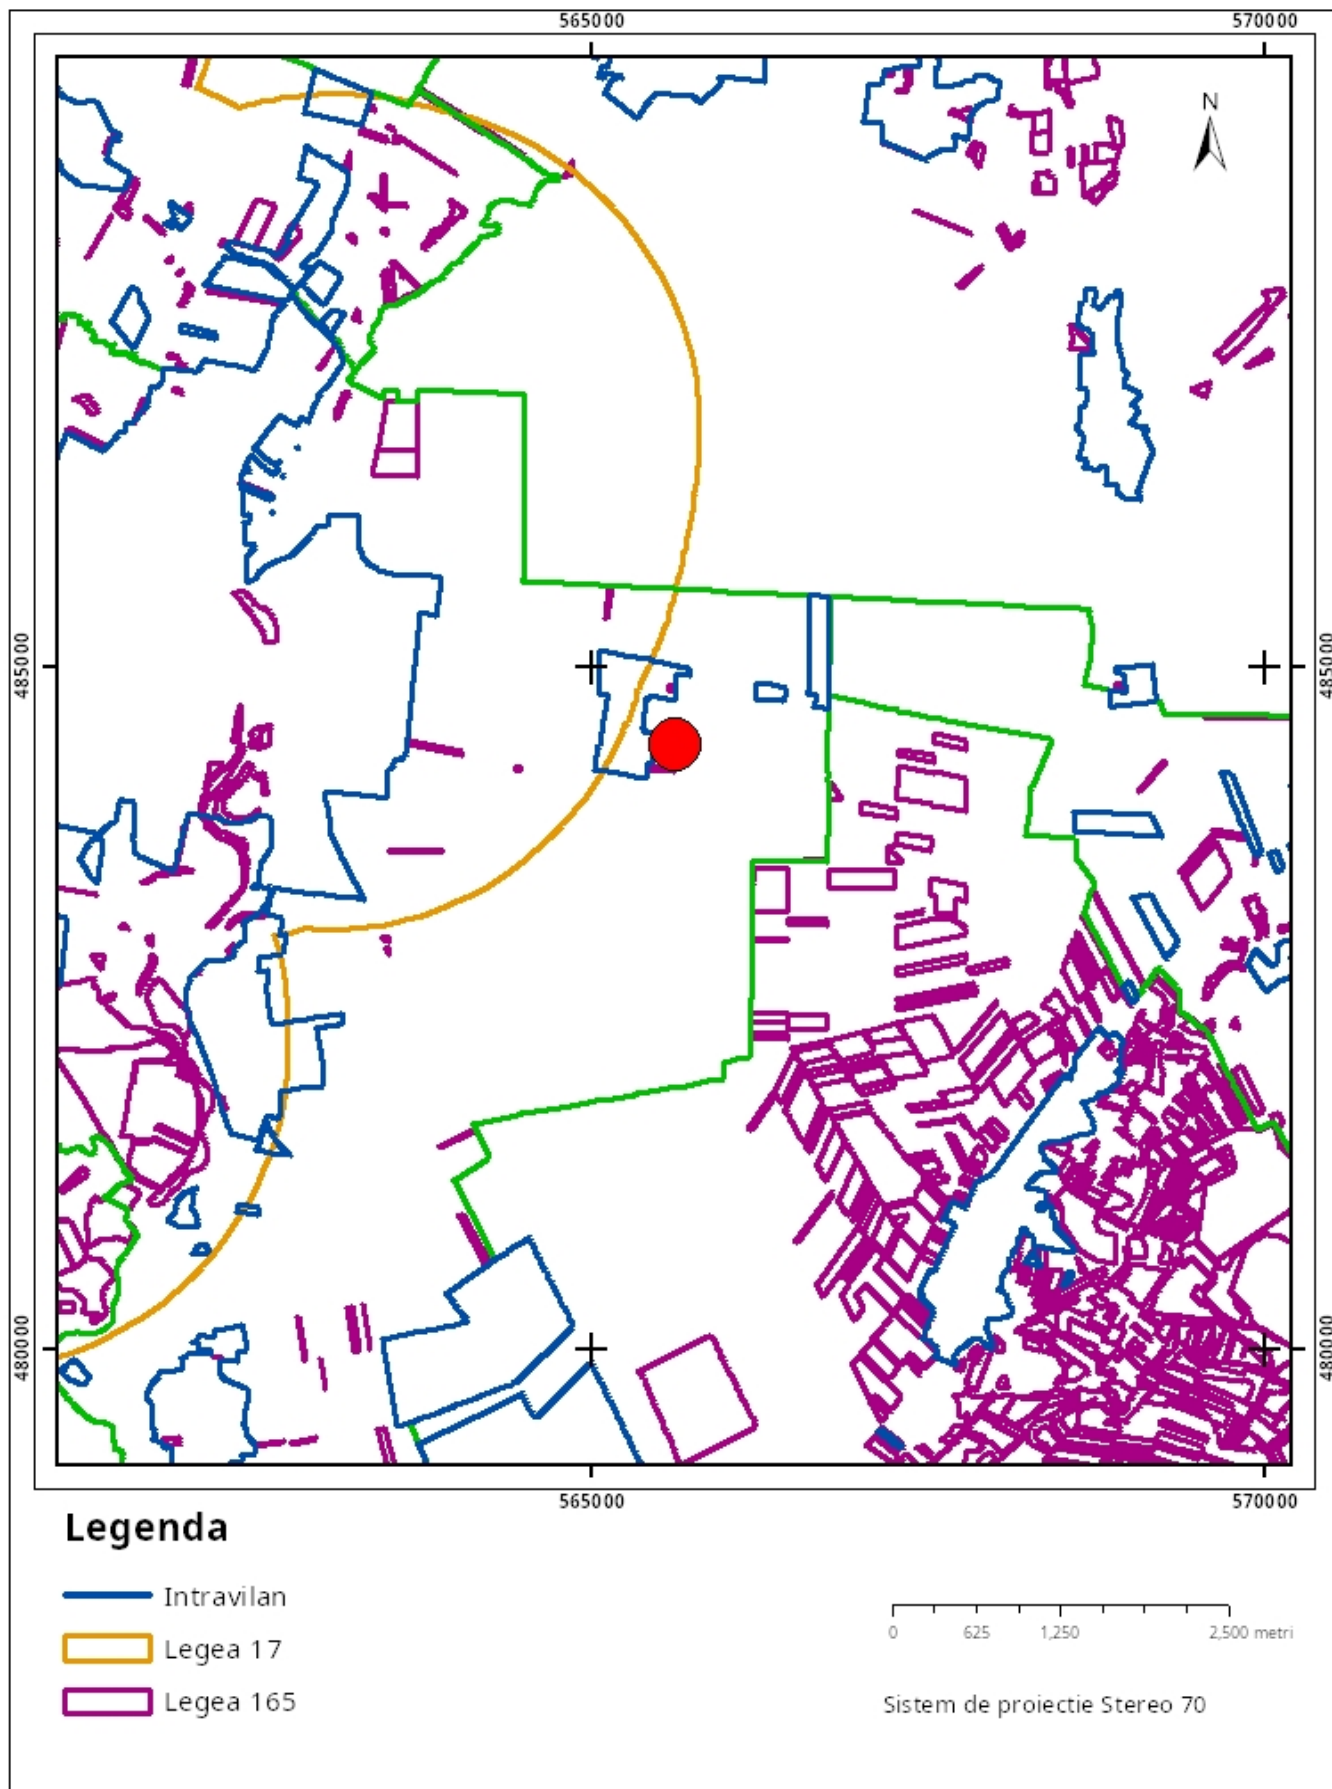 565000 570000
N
485000 485000
480000 480000
565000 570000
Legenda
Intravilan
Legea 17
Legea 165
0 625 1,250 2,500 metri
Sistem de proiectie Stereo 70